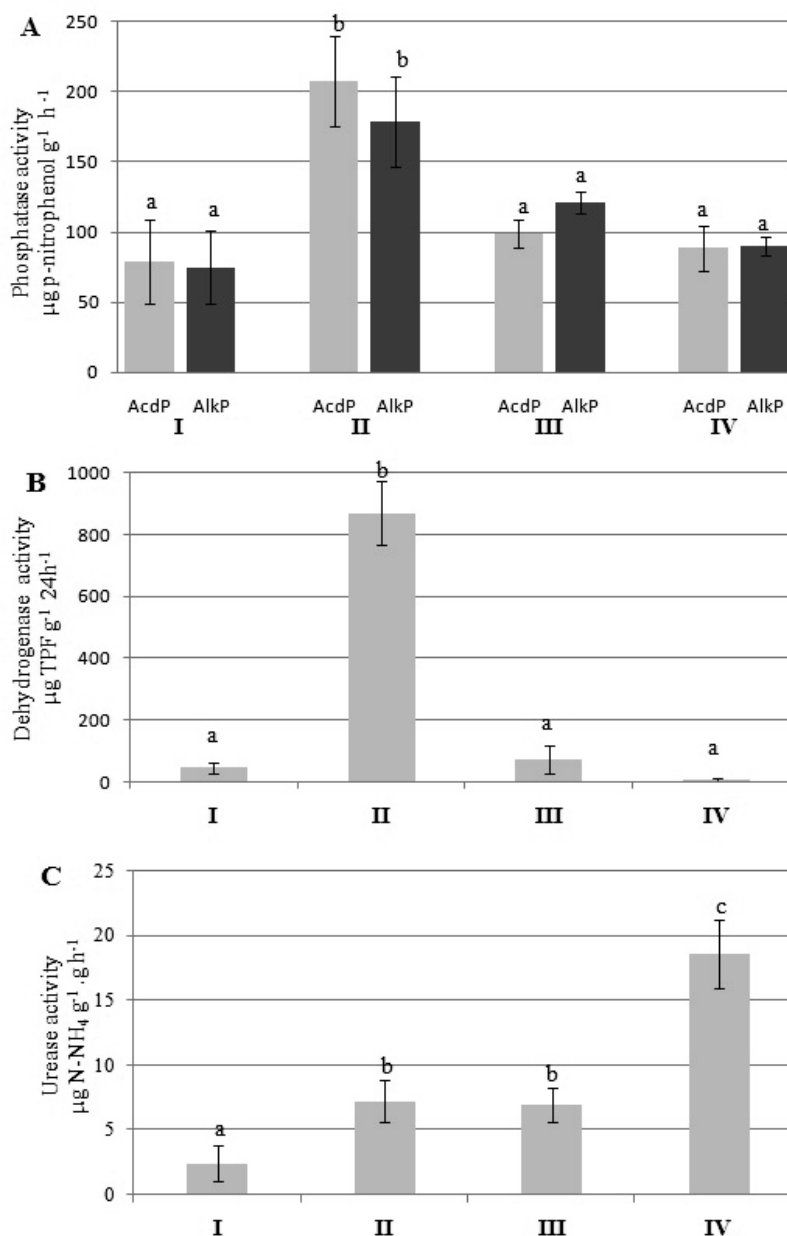 A
Phosphatase activity
µg p-nitrophenol g-1 h-1
250
200
150
100
50
0
a
a
b
b
a
a
a
a
AcdP AlkP AcdP AlkP AcdP AlkP AcdP AlkP
I II III IV
B
Dehydrogenase activity
µg TPF g-1 24h-1
1000
800
600
400
200
0
a
b
a
a
I II III IV
C
Urease activity
µg N-NH4 g-1.g h-1
25
20
15
10
5
0
a
b
b
c
I II III IV